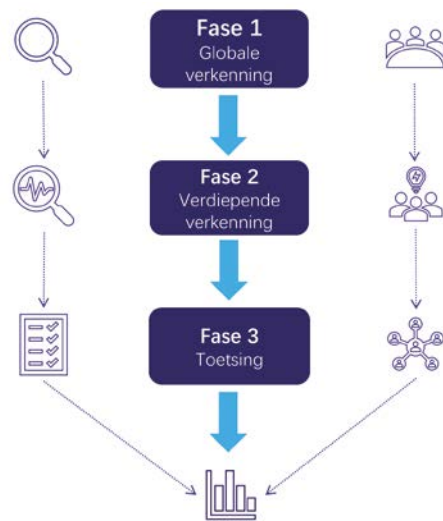 Fase 1
Globale
verkenning
Fase 2
Verdiepende
verkenning
Fase 3
Toetsing